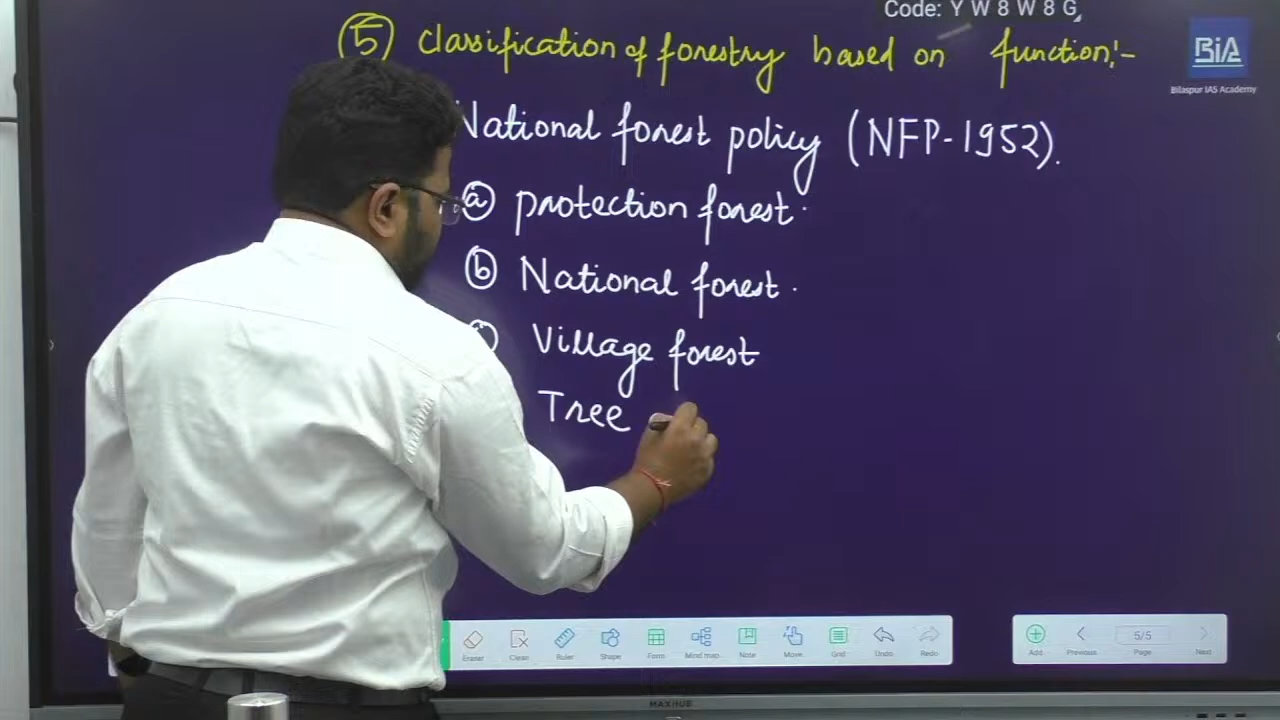 Code: Y W 8 W 8 G
BIA
Bilaspur IAS Academy
5 Classification of forestry based on function:-
National forest policy (NFP-1952).
a protection forest.
b National forest.
Village forest
Tree
Eraser Clean Ruler Shape Form Mind map Note Move Grid Undo Redo
Add Previous 5/5 Page Next
MAXHUB